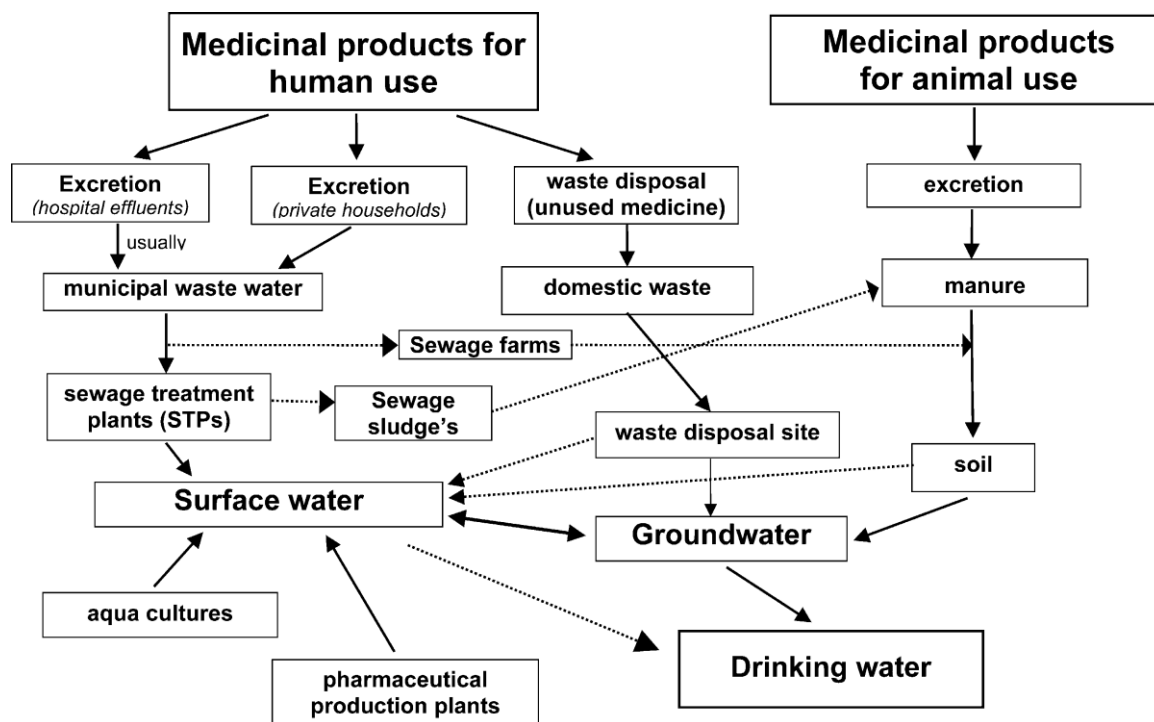 Medicinal products for
human use
Medicinal products
for animal use
Excretion
(hospital effluents)
Excretion
(private households)
waste disposal
(unused medicine)
excretion
usually
municipal waste water
domestic waste
manure
Sewage farms
sewage treatment
plants (STPs)
Sewage
sludge's
waste disposal site
soil
Surface water
Groundwater
aqua cultures
Drinking water
pharmaceutical
production plants